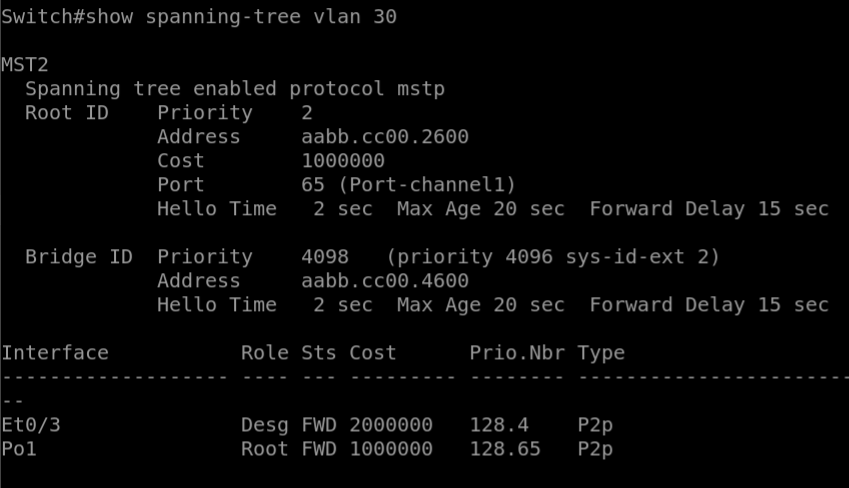 Switch#show spanning-tree vlan 30
MST2
  Spanning tree enabled protocol mstp
  Root ID    Priority    2
             Address     aabb.cc00.2600
             Cost        1000000
             Port        65 (Port-channel1)
             Hello Time   2 sec  Max Age 20 sec  Forward Delay 15 sec
  Bridge ID  Priority    4098   (priority 4096 sys-id-ext 2)
             Address     aabb.cc00.4600
             Hello Time   2 sec  Max Age 20 sec  Forward Delay 15 sec
Interface           Role Sts Cost      Prio.Nbr Type
------------------- ---- --- --------- -------- -----------------------
--
Et0/3               Desg FWD 2000000   128.4    P2p
Po1                 Root FWD 1000000   128.65   P2p